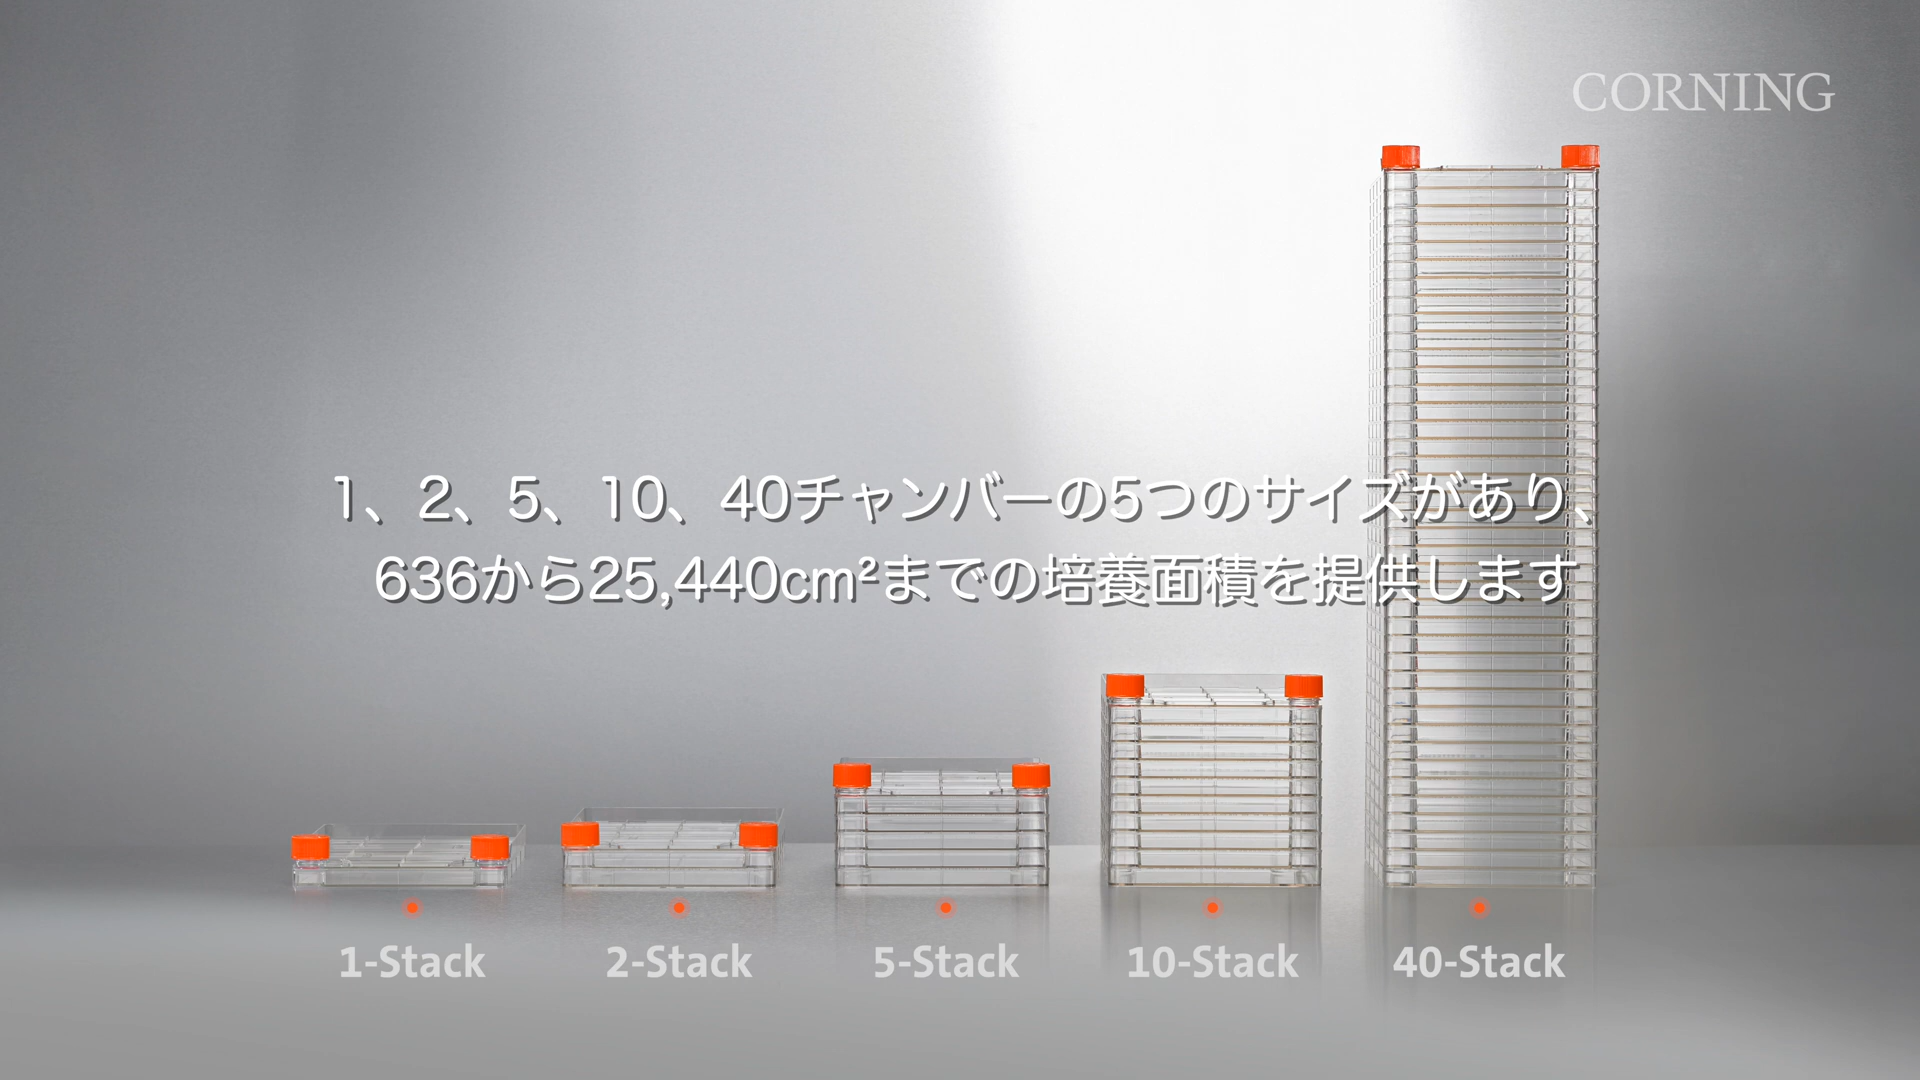 CORNING
1、2、5、10、40チャンバーの5つのサイズがあり、
636から25,440cm²までの培養面積を提供します
1-Stack
2-Stack
5-Stack
10-Stack
40-Stack